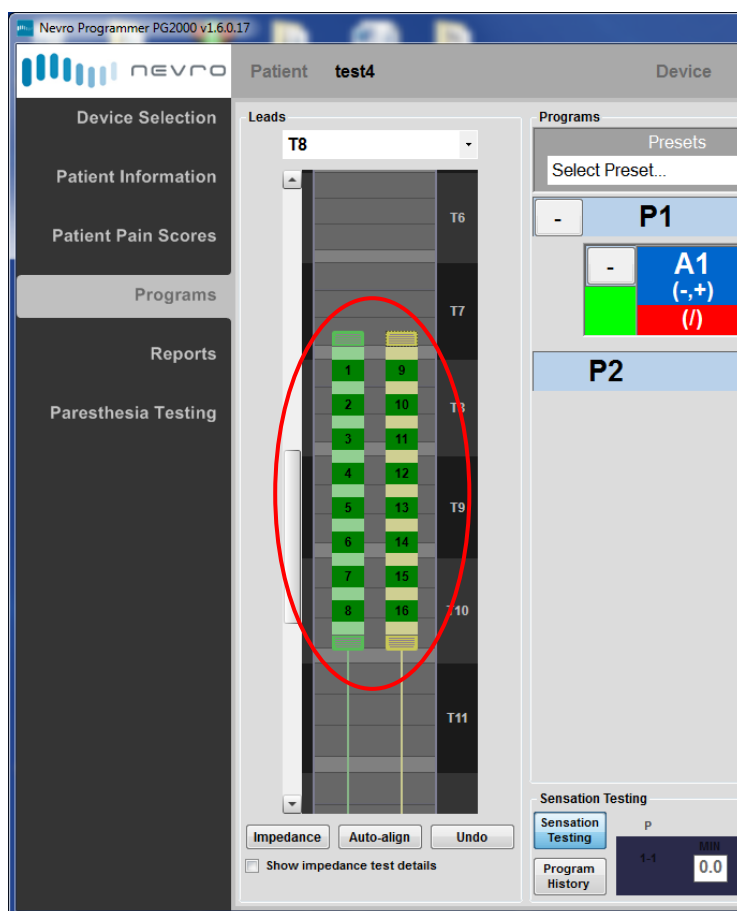 Nevro Programmer PG2000 v1.6.0.17
nevro
Patient test4 Device
Device Selection
Patient Information
Patient Pain Scores
Programs
Reports
Paresthesia Testing
Leads
T8
T6
T7
1 9
2 10 T8
3 11
4 12
5 13 T9
6 14
7 15
8 16 T10
T11
Impedance Auto-align Undo
Show impedance test details
Programs
Presets
Select Preset...
- P1
- A1
(-,+)
(/)
P2
Sensation Testing
Sensation
Testing
P
MIN
1-1 0.0
Program
History